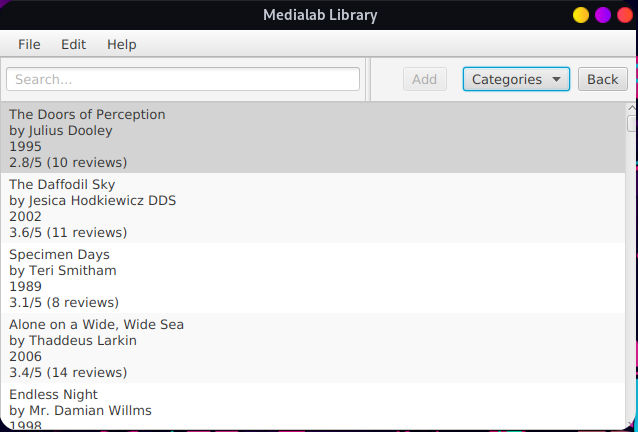 Medialab Library
File Edit Help
Search... Add Categories Back
The Doors of Perception
by Julius Dooley
1995
2.8/5 (10 reviews)
The Daffodil Sky
by Jesica Hodkiewicz DDS
2002
3.6/5 (11 reviews)
Specimen Days
by Teri Smitham
1989
3.1/5 (8 reviews)
Alone on a Wide, Wide Sea
by Thaddeus Larkin
2006
3.4/5 (14 reviews)
Endless Night
by Mr. Damian Willms
1998